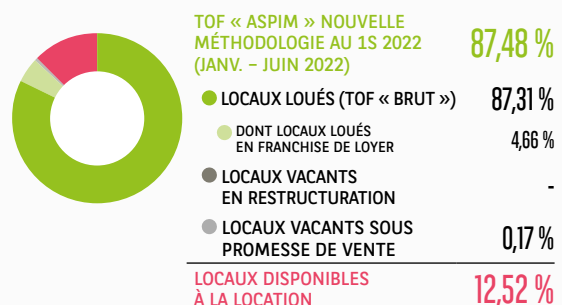 TOF « ASPIM » NOUVELLE
MÉTHODOLOGIE AU 1S 2022
(JANV. – JUIN 2022)
87,48 %
LOCAUX LOUÉS (TOF « BRUT »)
87,31 %
DONT LOCAUX LOUÉS
EN FRANCHISE DE LOYER
4,66 %
LOCAUX VACANTS
EN RESTRUCTURATION
-
LOCAUX VACANTS SOUS
PROMESSE DE VENTE
0,17 %
LOCAUX DISPONIBLES
À LA LOCATION
12,52 %